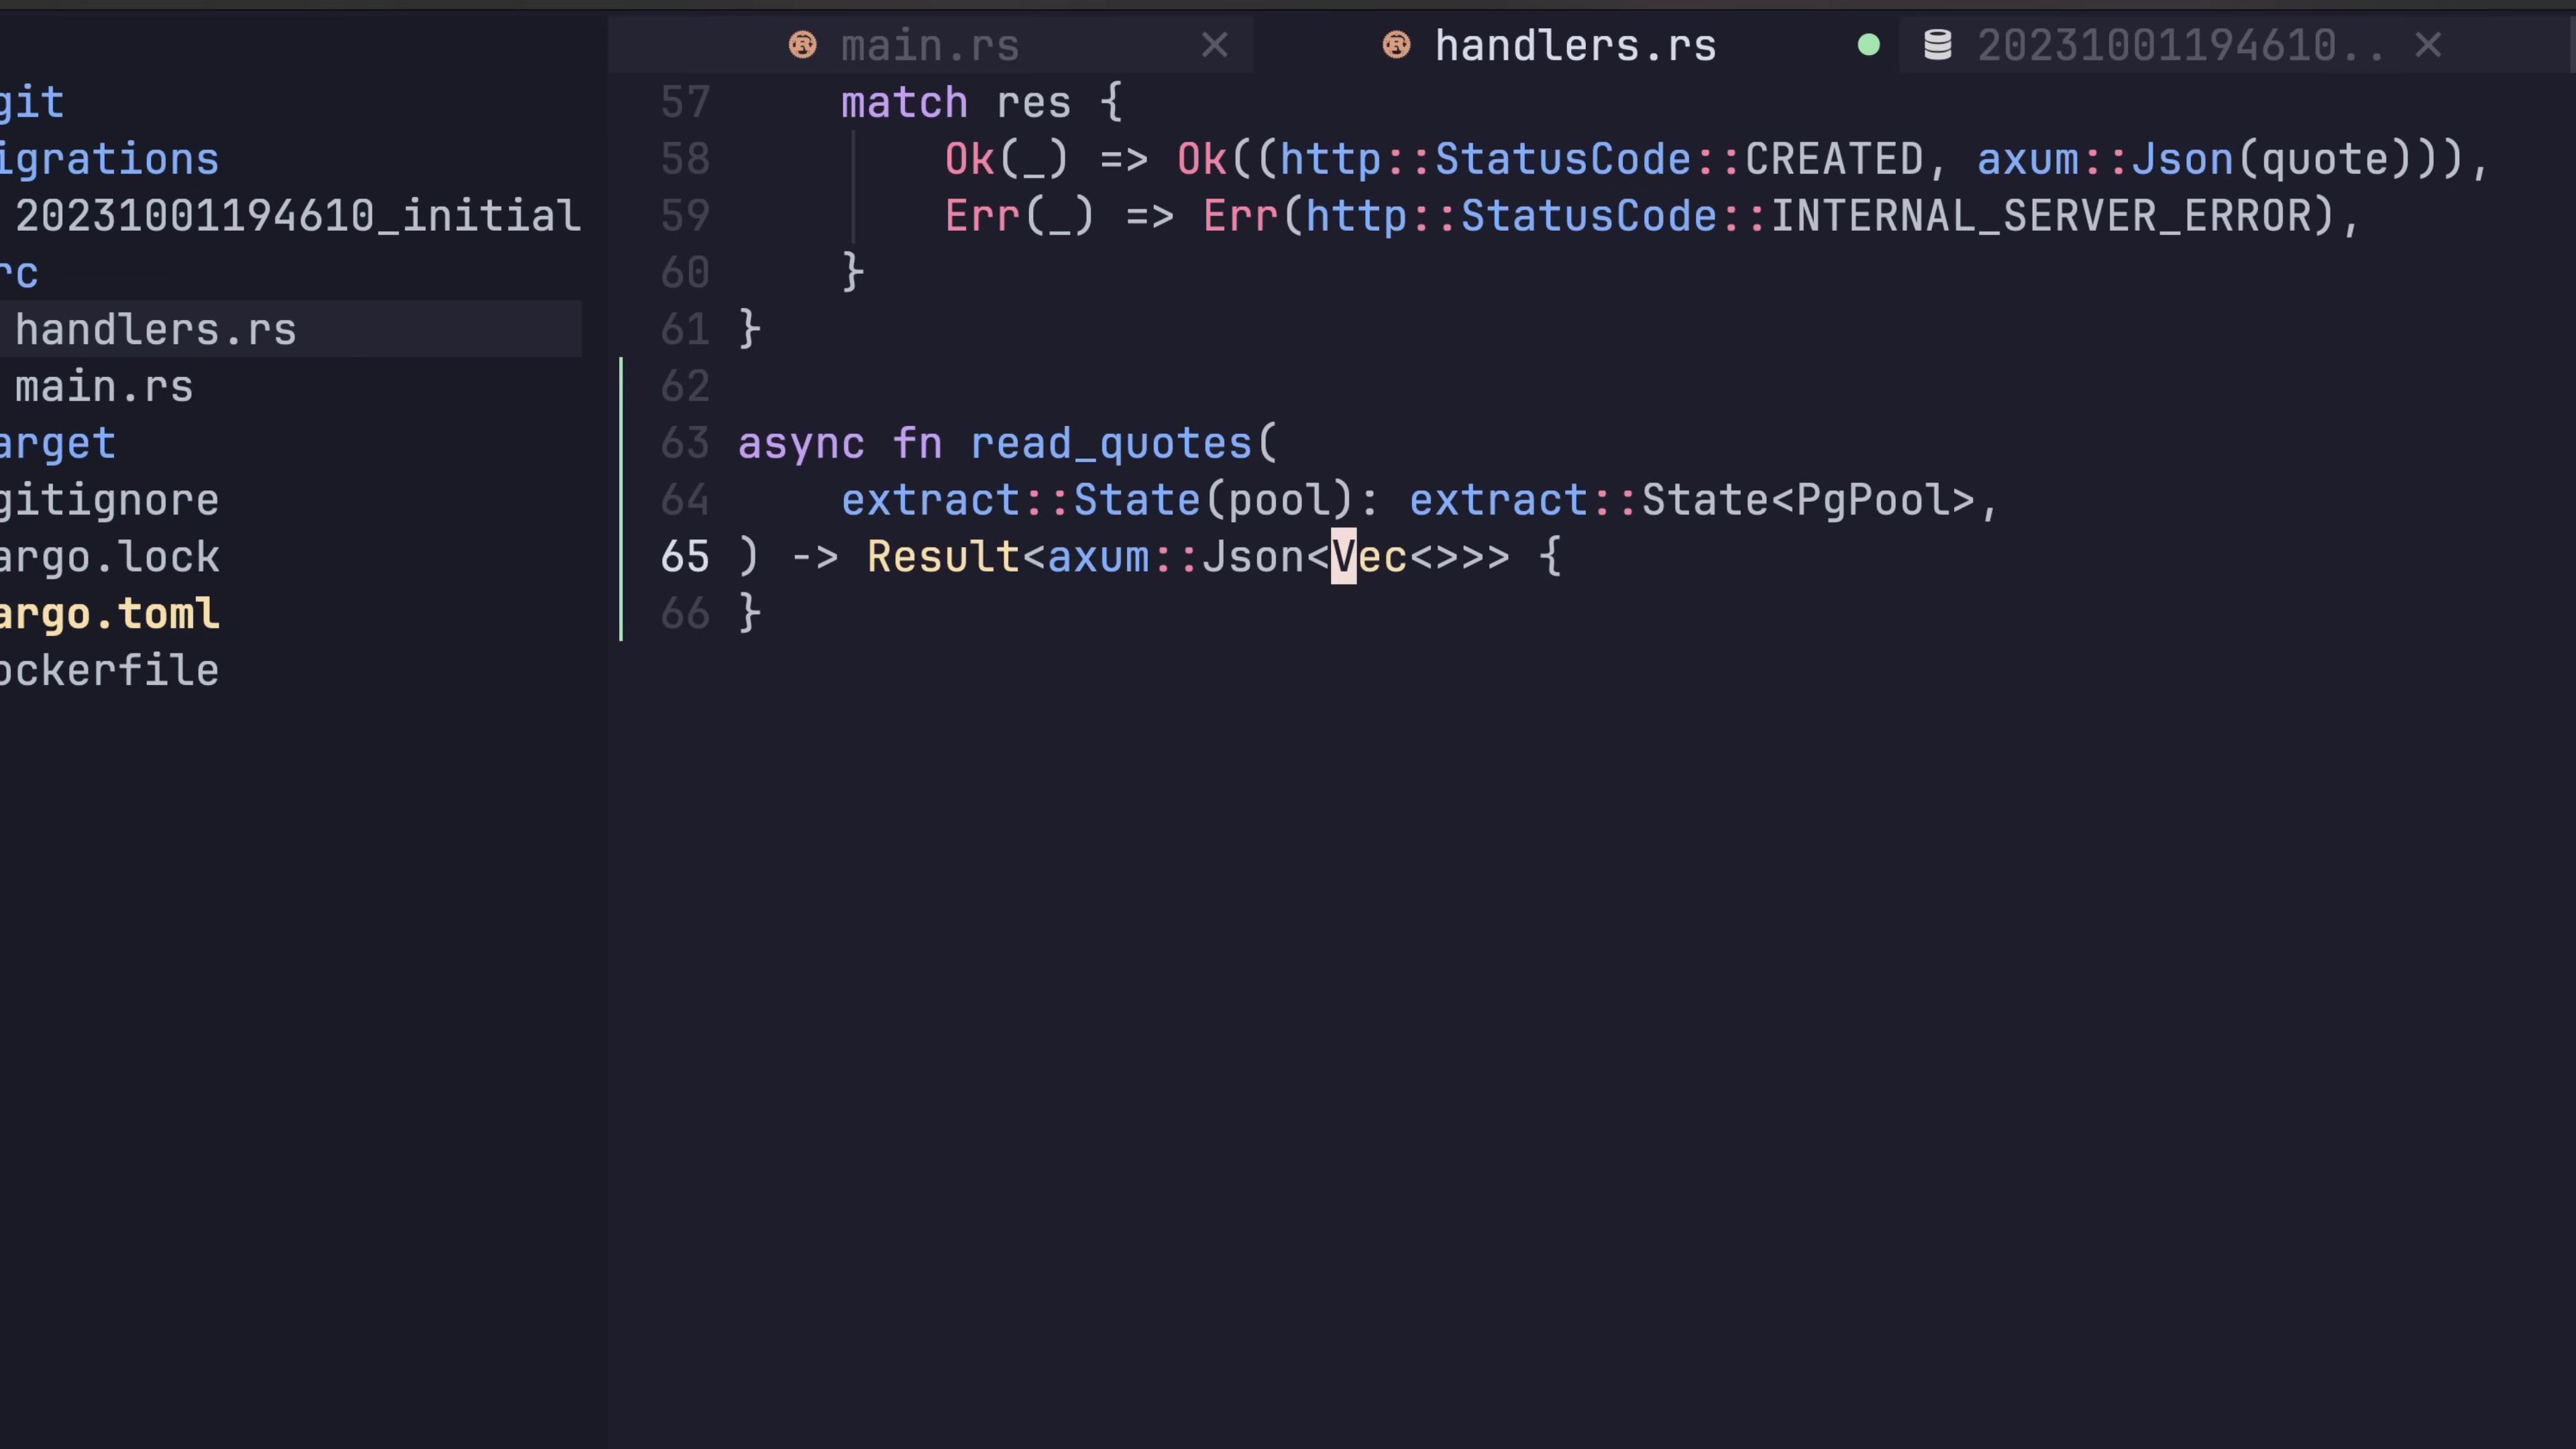 main.rs
handlers.rs
20231001194610..
git
igrations
20231001194610_initial
rc
handlers.rs
main.rs
arget
gitignore
argo.lock
argo.toml
ockerfile
57 match res {
58 Ok(_) => Ok((http::StatusCode::CREATED, axum::Json(quote))),
59 Err(_) => Err(http::StatusCode::INTERNAL_SERVER_ERROR),
60 }
61 }
62
63 async fn read_quotes(
64 extract::State(pool): extract::State<PgPool>,
65 ) -> Result<axum::Json<Vec<>>> {
66 }